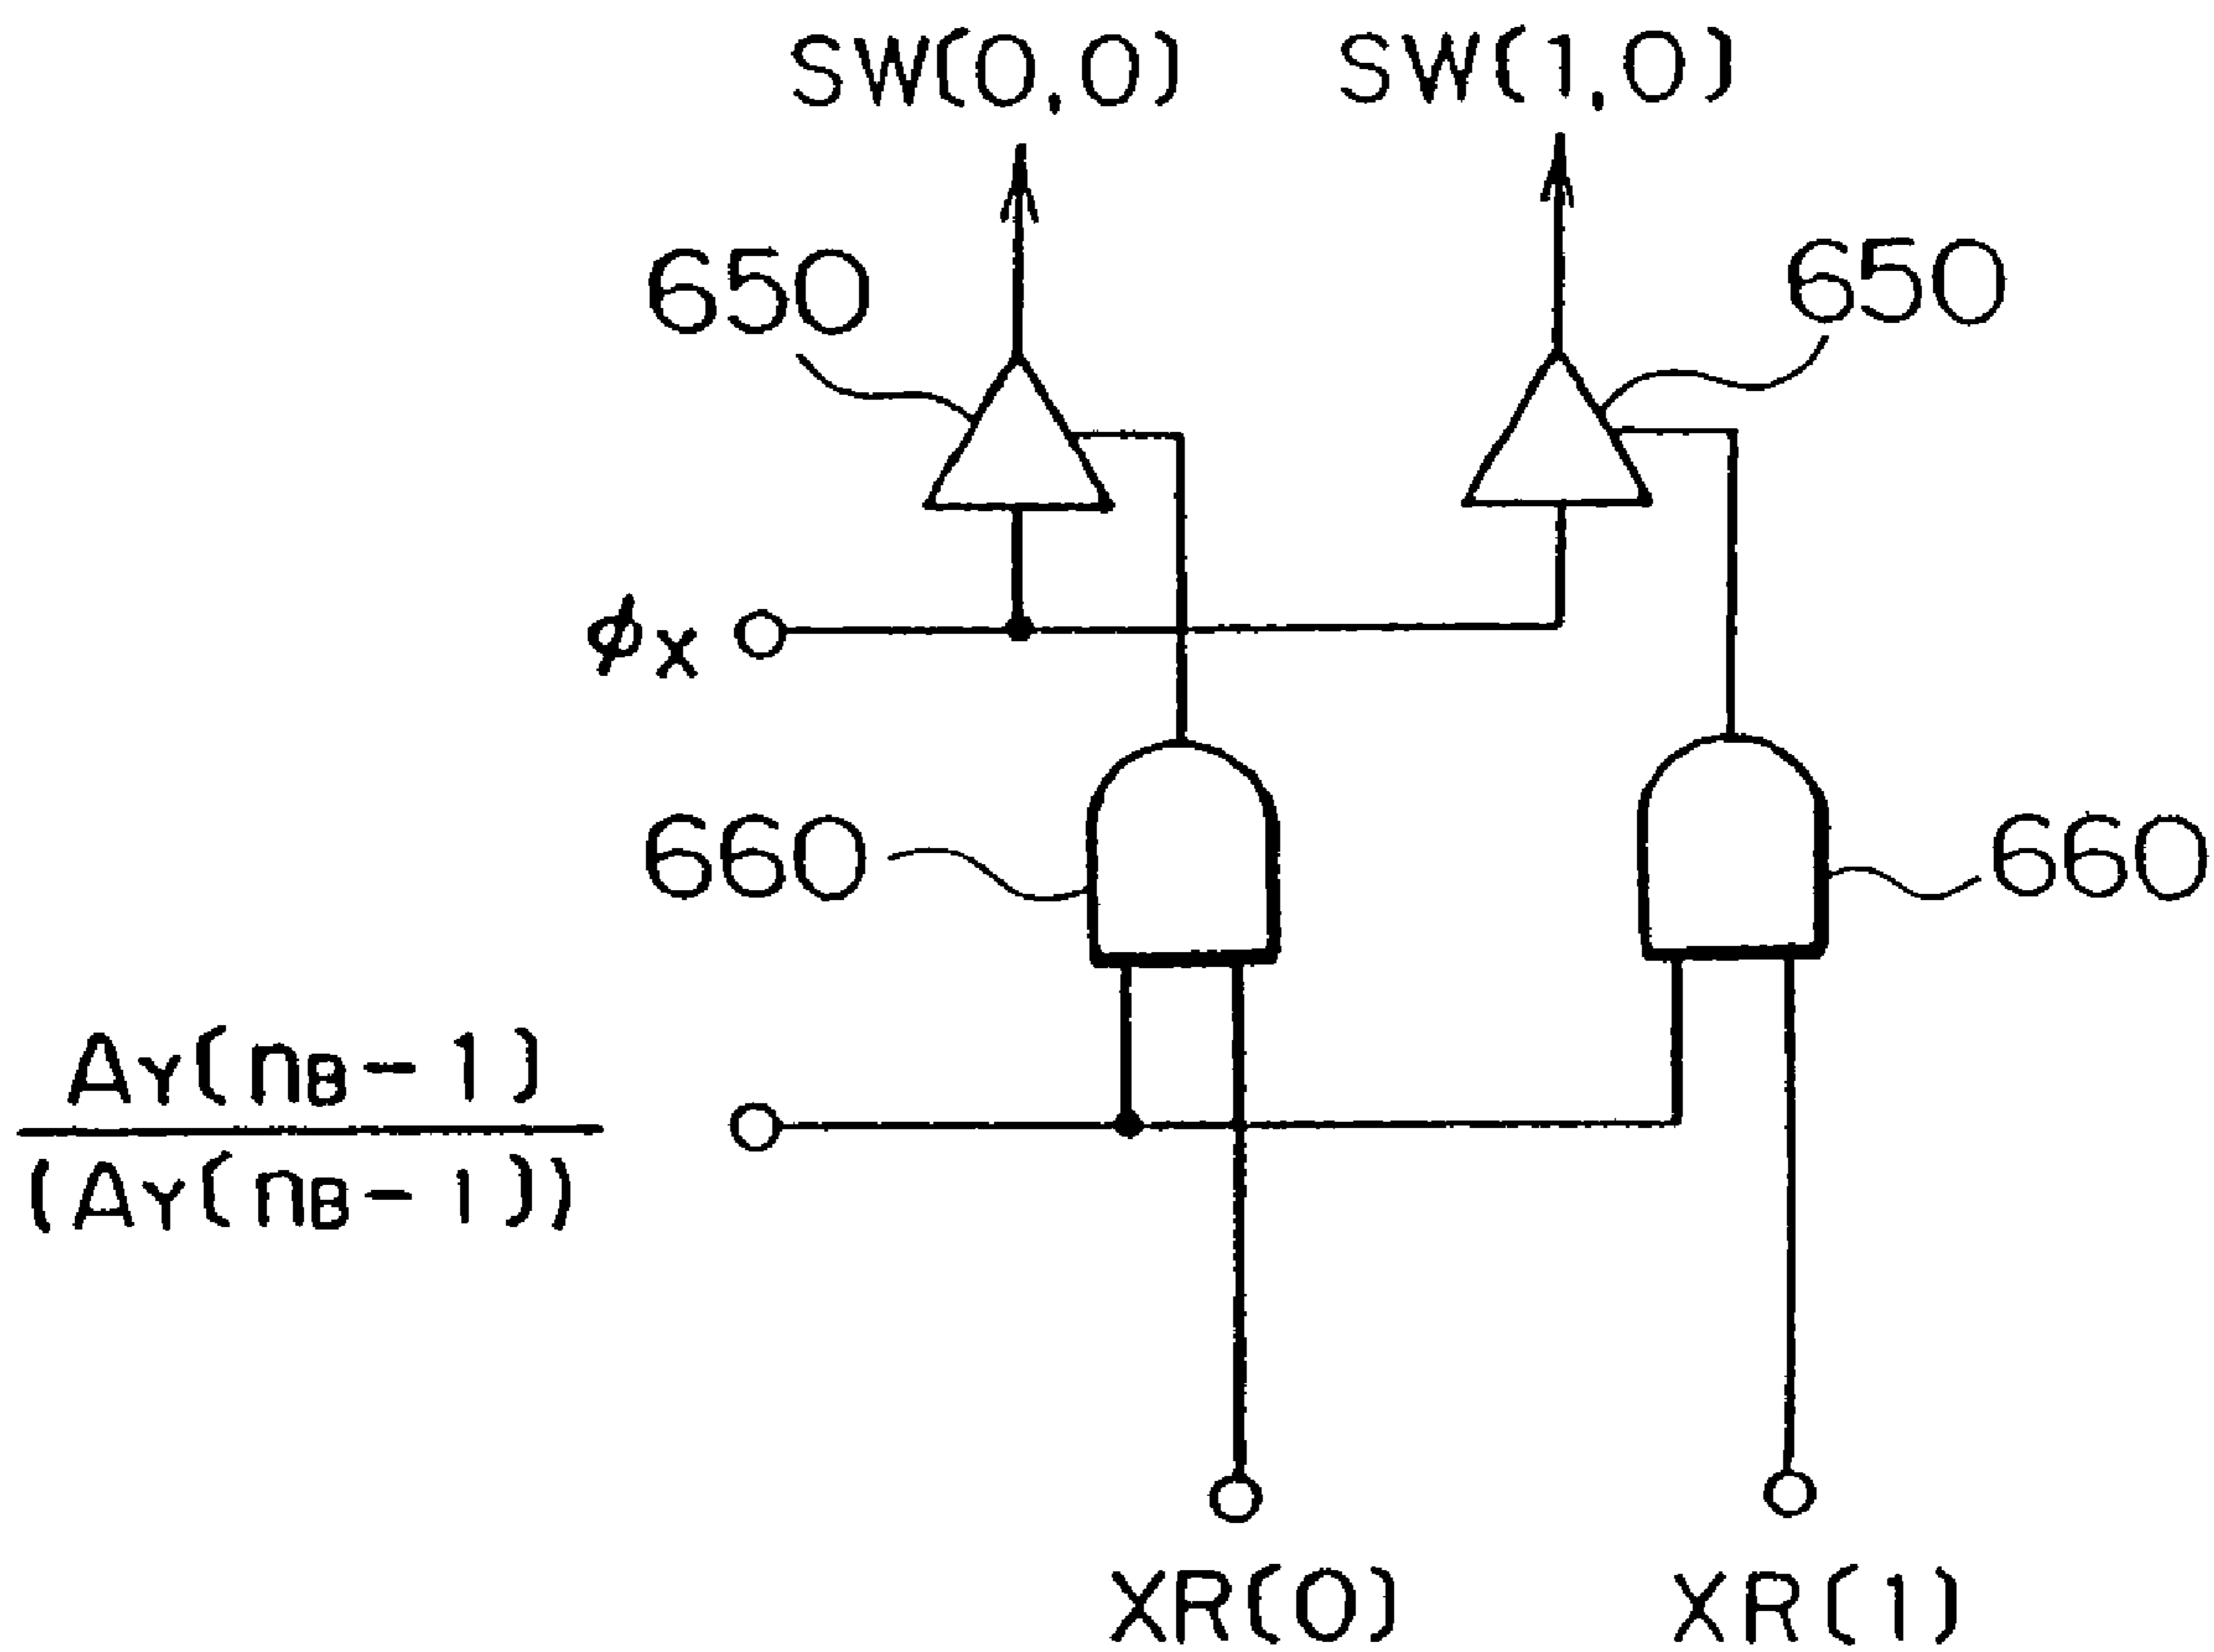 SW(0,0) SW(1,0)
650 650
φX
660 660
AY(nB-1)
(AY(nB-1))
XR(0) XR(1)